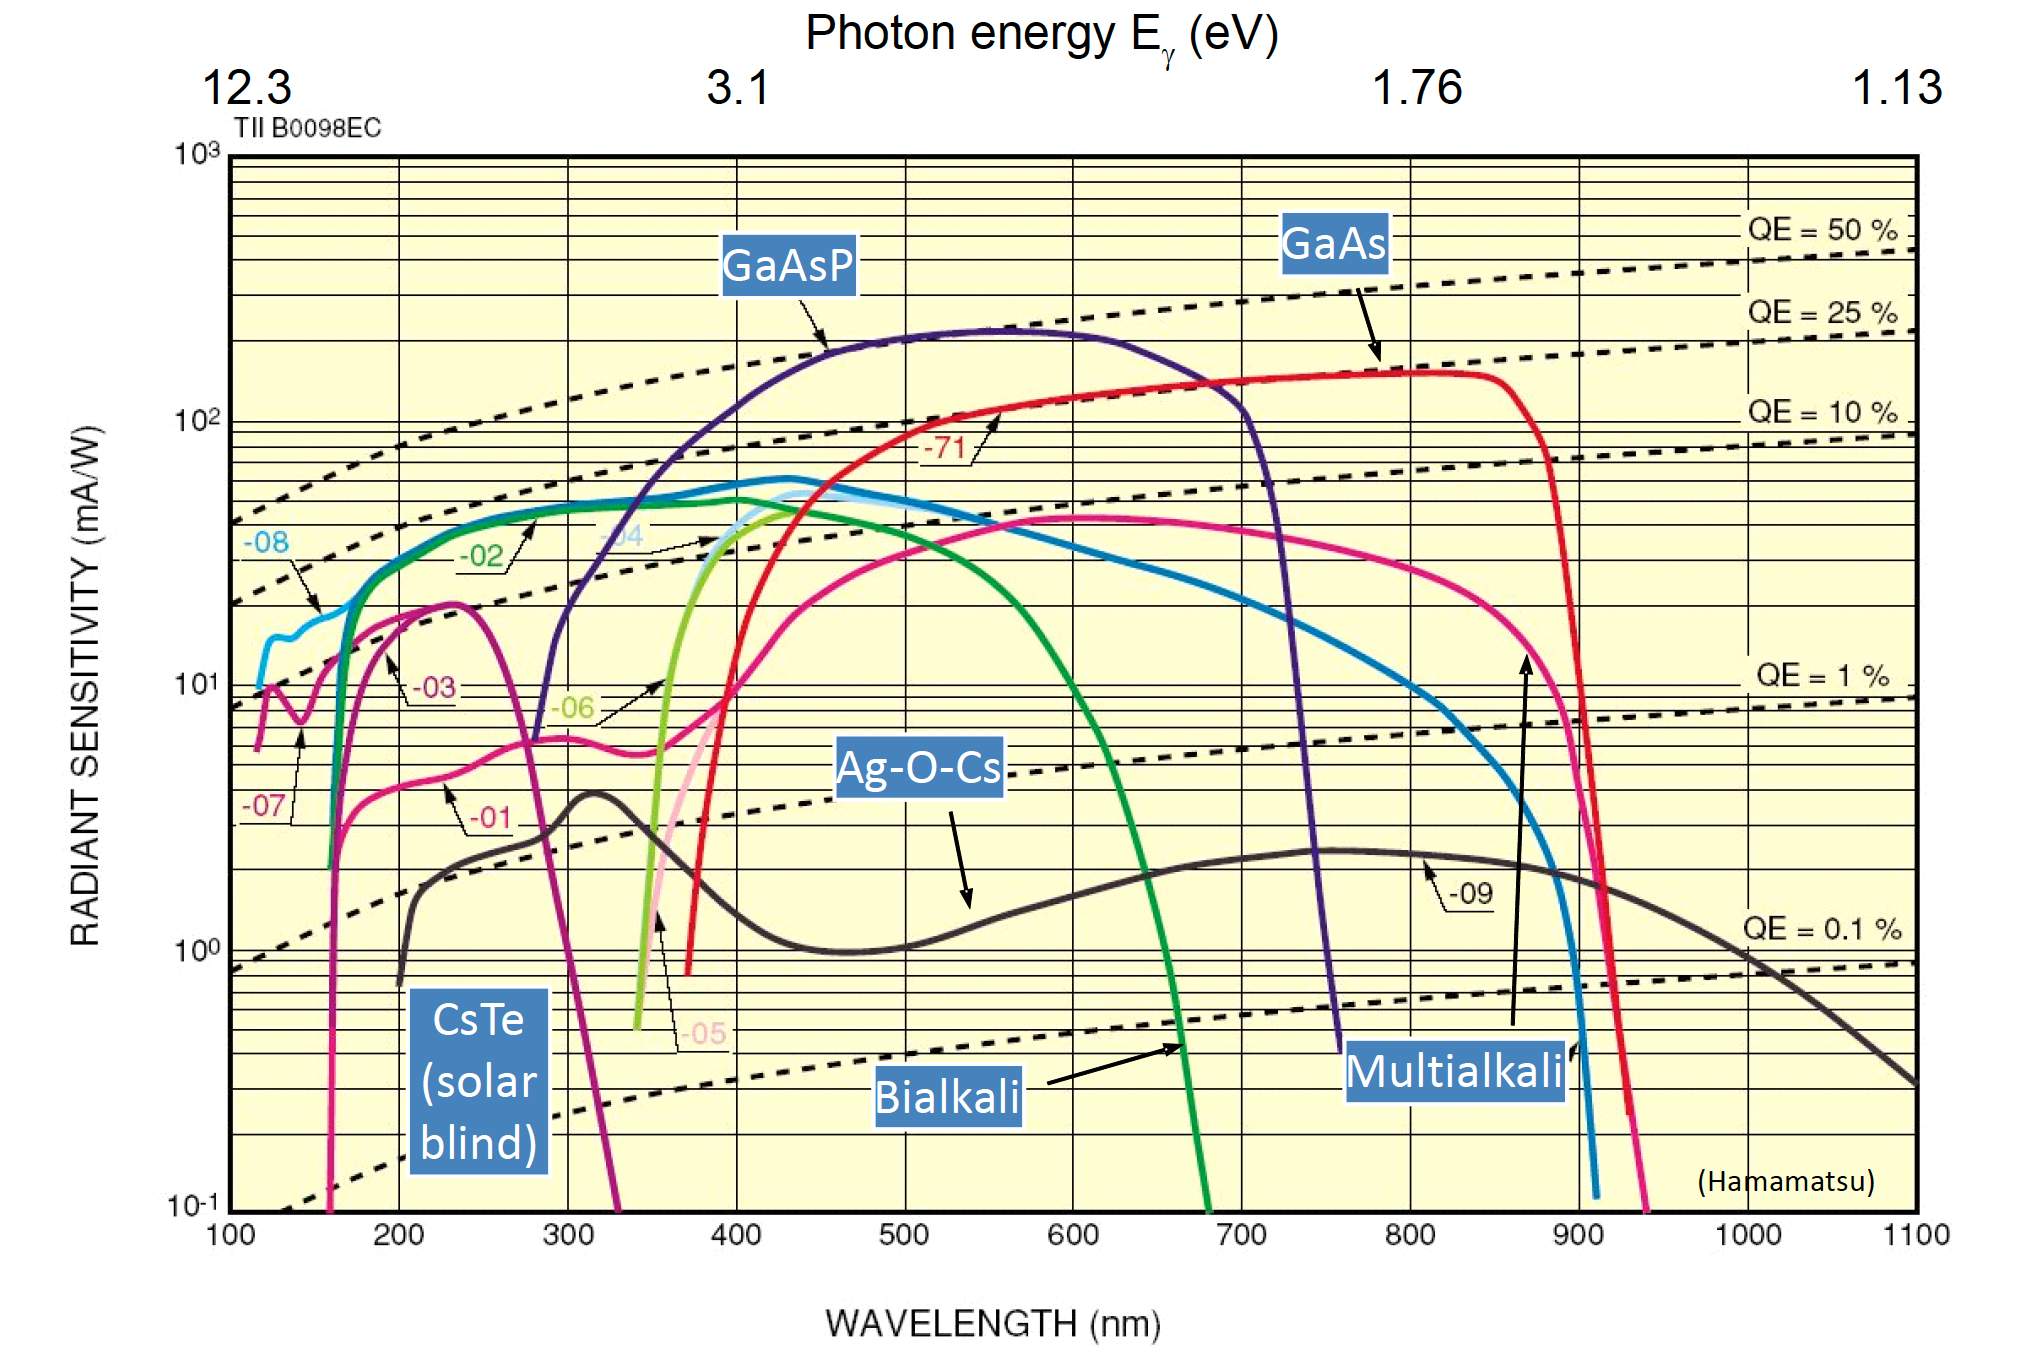 Photon energy Eγ (eV)
12.3 3.1 1.76 1.13
TII B0098EC
10³
QE = 50 %
GaAs
GaAsP
QE = 25 %
QE = 10 %
10²
-71
-08
-02
-04
QE = 1 %
10¹
-03
-06
Ag-O-Cs
-07
-01
-09
QE = 0.1 %
10⁰
CsTe
(solar
blind)
-05
Multialkali
Bialkali
(Hamamatsu)
10⁻¹
100 200 300 400 500 600 700 800 900 1000 1100
RADIANT SENSITIVITY (mA/W)
WAVELENGTH (nm)